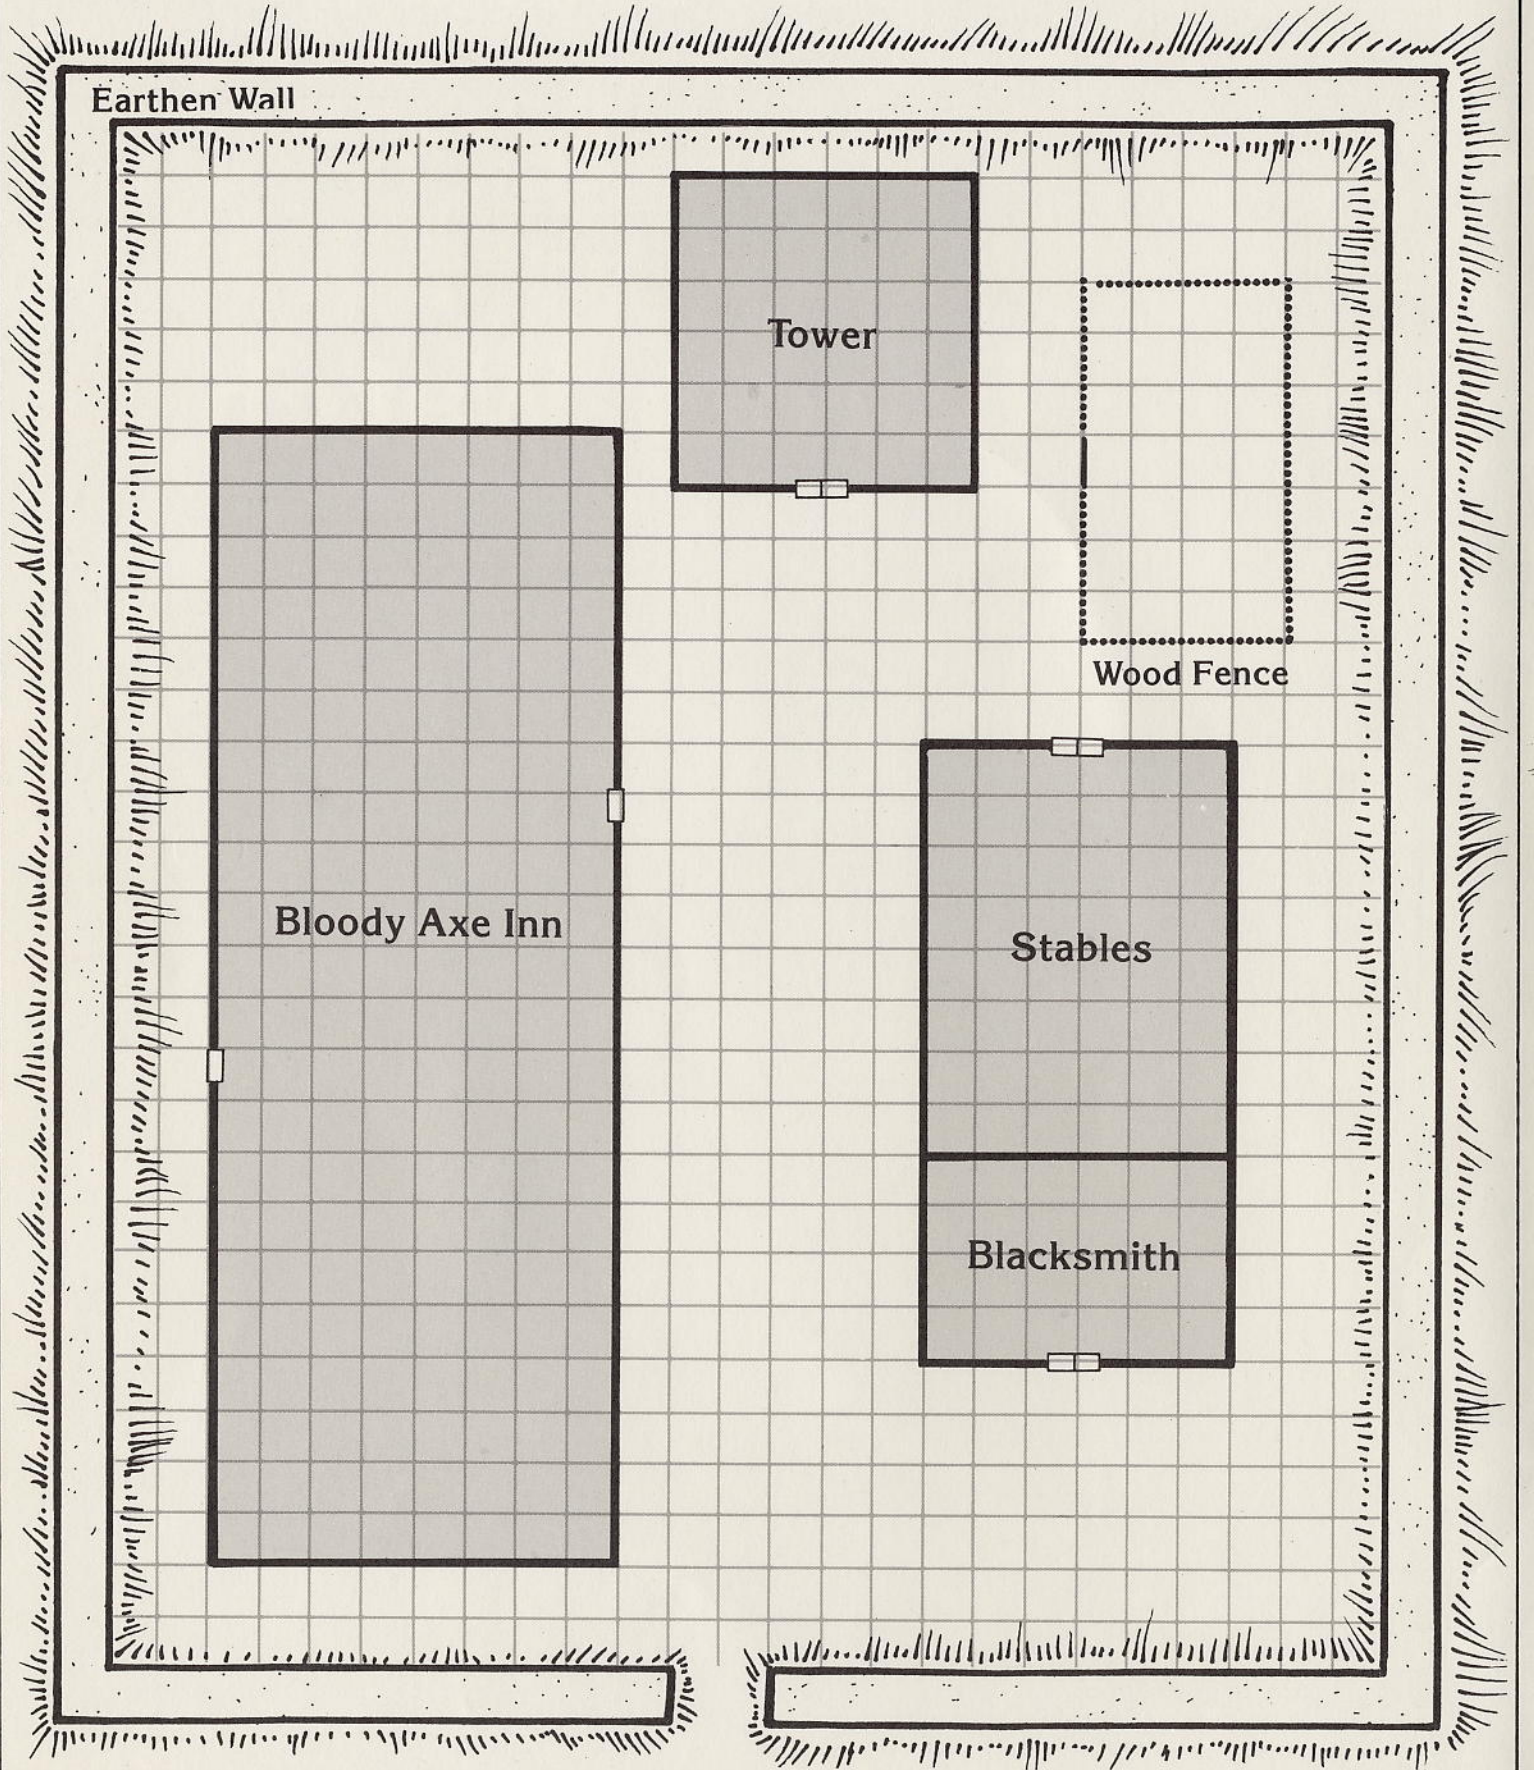 Earthen Wall
Tower
Wood Fence
Bloody Axe Inn
Stables
Blacksmith